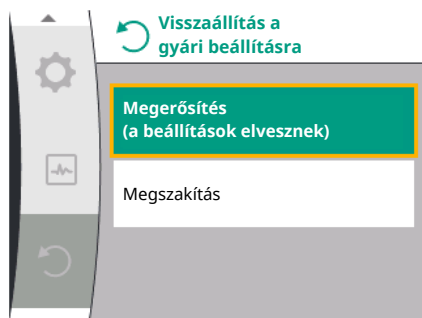 Visszaállítás a
gyári beállításra
Megerősítés
(a beállítások elvesznek)
Megszakítás